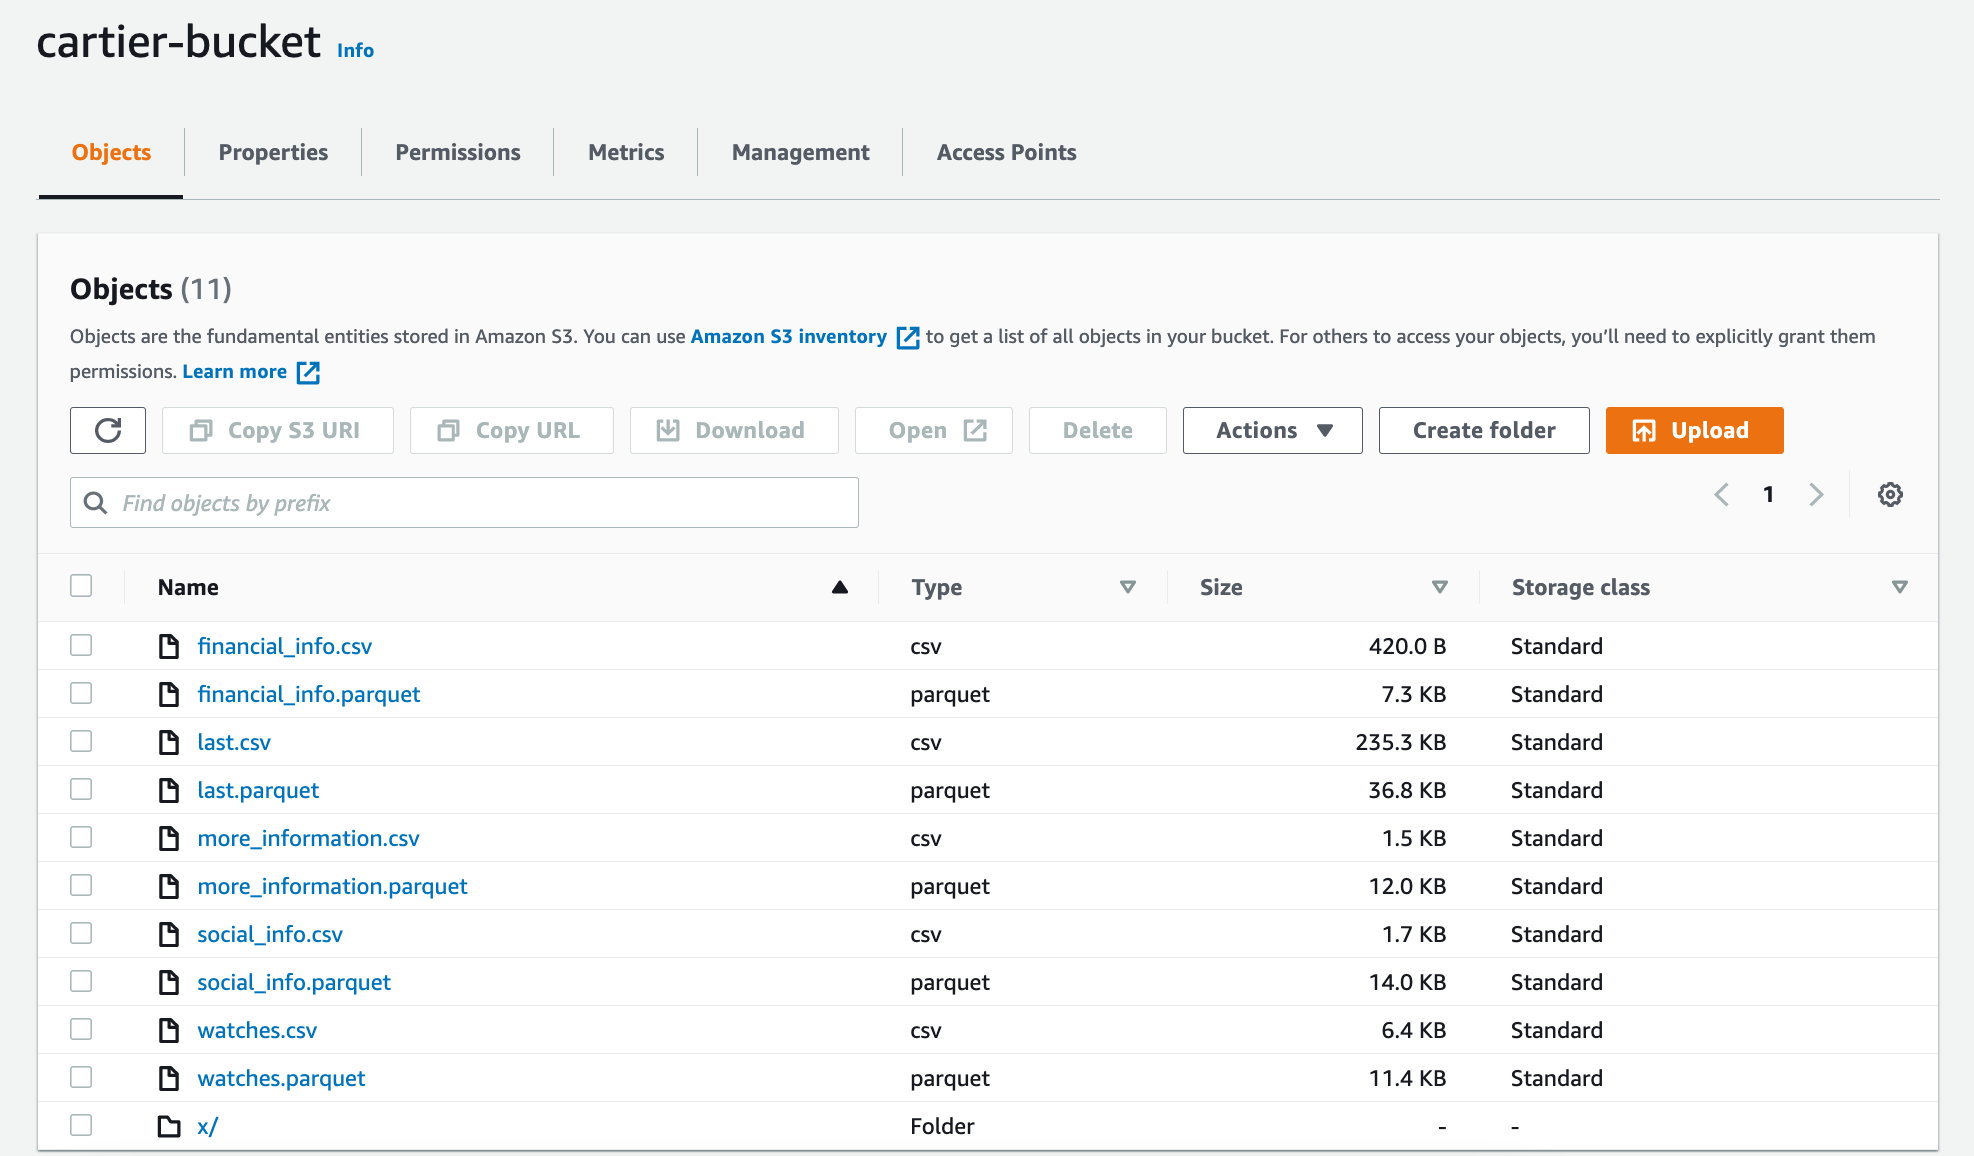 cartier-bucket Info
Objects Properties Permissions Metrics Management Access Points
Objects (11)
Objects are the fundamental entities stored in Amazon S3. You can use Amazon S3 inventory to get a list of all objects in your bucket. For others to access your objects, you’ll need to explicitly grant them
permissions. Learn more
Copy S3 URI Copy URL Download Open Delete Actions Create folder Upload
Find objects by prefix 1
Name Type Size Storage class
financial_info.csv csv 420.0 B Standard
financial_info.parquet parquet 7.3 KB Standard
last.csv csv 235.3 KB Standard
last.parquet parquet 36.8 KB Standard
more_information.csv csv 1.5 KB Standard
more_information.parquet parquet 12.0 KB Standard
social_info.csv csv 1.7 KB Standard
social_info.parquet parquet 14.0 KB Standard
watches.csv csv 6.4 KB Standard
watches.parquet parquet 11.4 KB Standard
x/ Folder - -